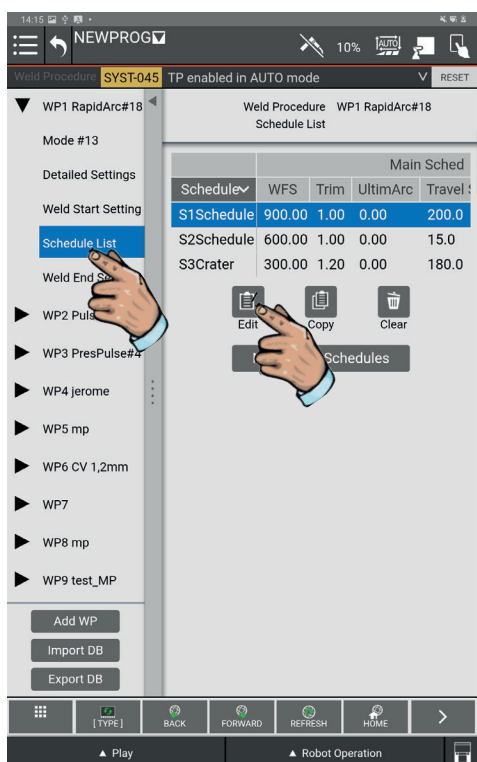 14:15
NEWPROG
10%
AUTO
Weld Procedure SYST-045 TP enabled in AUTO mode RESET
WP1 RapidArc#18
Mode #13
Detailed Settings
Weld Start Setting
Schedule List
Weld End
WP2
WP3 PresPulse#4
WP4 jerome
WP5 mp
WP6 CV 1,2mm
WP7
WP8 mp
WP9 test_MP
Add WP
Import DB
Export DB
Weld Procedure WP1 RapidArc#18
Schedule List
Main Sched
Schedule WFS Trim UltimArc Travel
S1Schedule 900.00 1.00 0.00 200.0
S2Schedule 600.00 1.00 0.00 15.0
S3Crater 300.00 1.20 0.00 180.0
Edit Copy Clear
Schedules
[ TYPE ] BACK FORWARD REFRESH HOME
Play Robot Operation